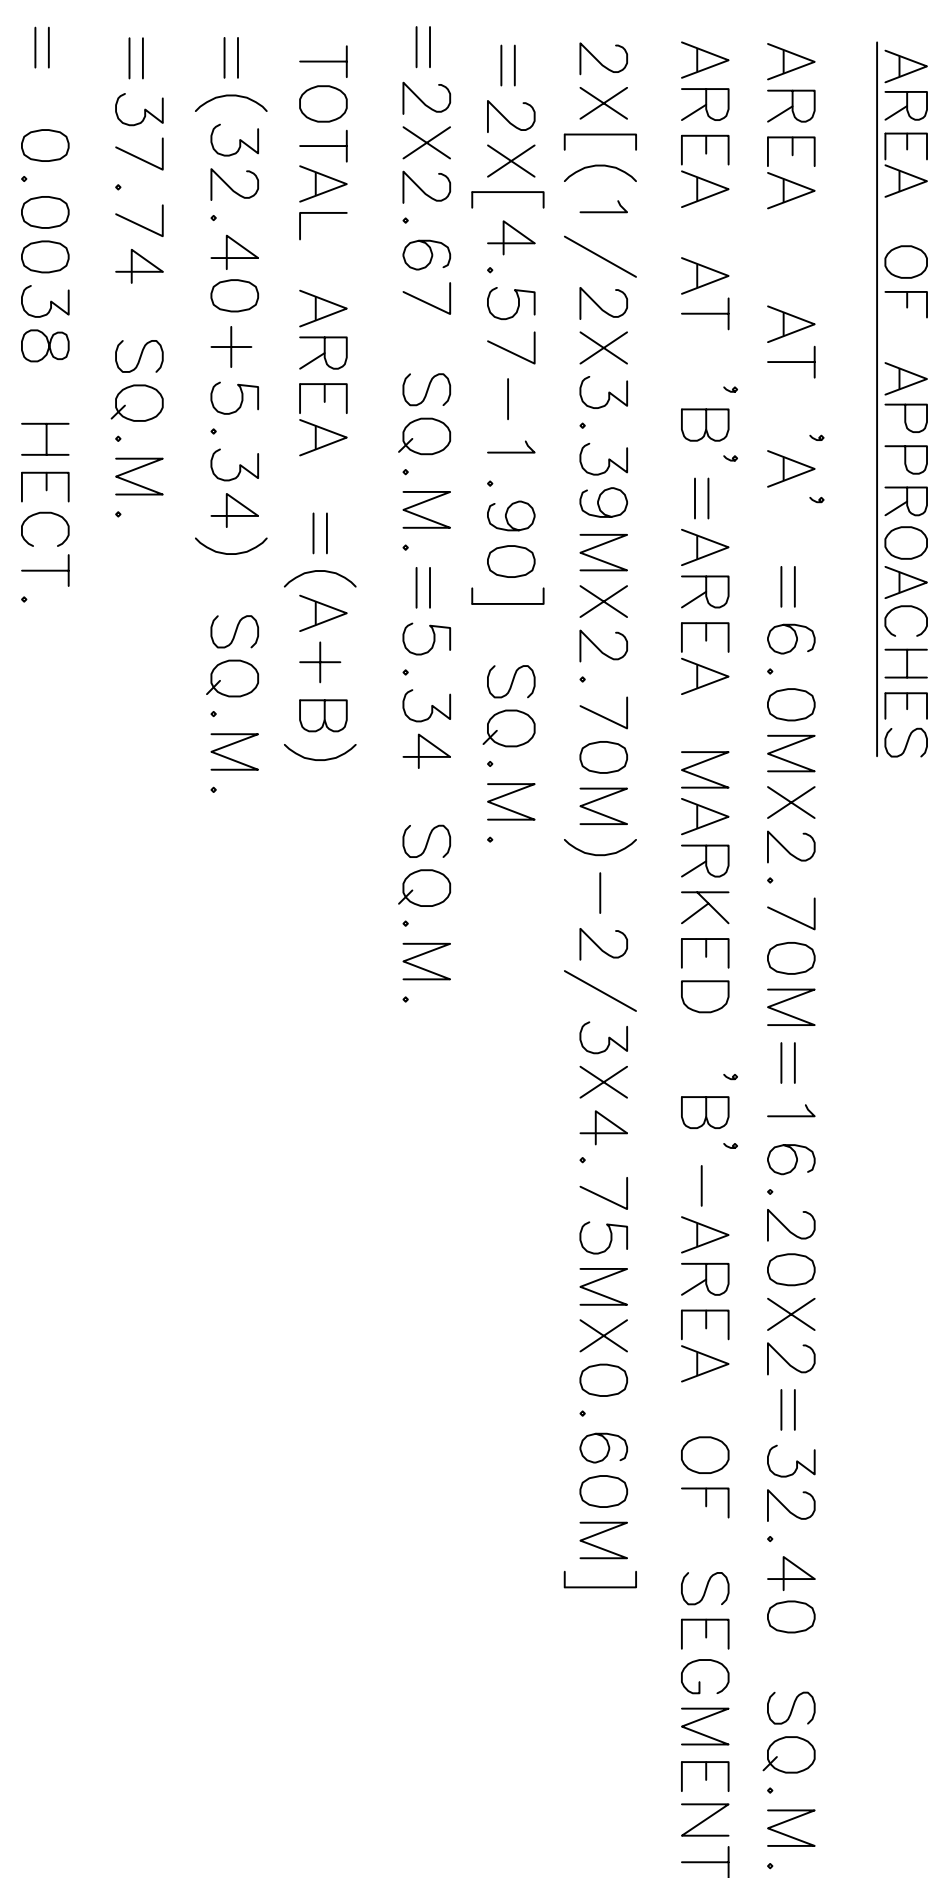 AREA OF APPROACHES
AREA AT 'A' =6.0MX2.70M=16.20X2=32.40 SQ.M.
AREA AT 'B'=AREA MARKED 'B'-AREA OF SEGMENT
2X[(1/2X3.39MX2.70M)-2/3X4.75MX0.60M]
=2X[4.57-1.90] SQ.M.
=2X2.67 SQ.M.=5.34 SQ.M.
TOTAL AREA =(A+B)
=(32.40+5.34) SQ.M.
=37.74 SQ.M.
= 0.0038 HECT.